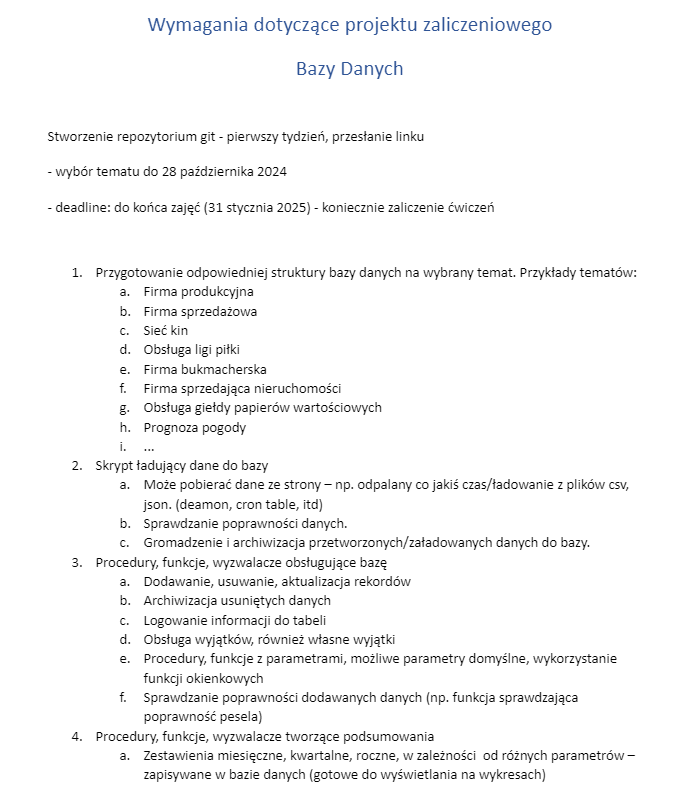 Wymagania dotyczące projektu zaliczeniowego
Bazy Danych
Stworzenie repozytorium git - pierwszy tydzień, przesłanie linku
- wybór tematu do 28 października 2024
- deadline: do końca zajęć (31 stycznia 2025) - koniecznie zaliczenie ćwiczeń
1. Przygotowanie odpowiedniej struktury bazy danych na wybrany temat. Przykłady tematów:
a. Firma produkcyjna
b. Firma sprzedażowa
c. Sieć kin
d. Obsługa ligi piłki
e. Firma bukmacherska
f. Firma sprzedająca nieruchomości
g. Obsługa giełdy papierów wartościowych
h. Prognoza pogody
i. ...
2. Skrypt ładujący dane do bazy
a. Może pobierać dane ze strony – np. odpalany co jakiś czas/ładowanie z plików csv,
json. (deamon, cron table, itd)
b. Sprawdzanie poprawności danych.
c. Gromadzenie i archiwizacja przetworzonych/załadowanych danych do bazy.
3. Procedury, funkcje, wyzwalacze obsługujące bazę
a. Dodawanie, usuwanie, aktualizacja rekordów
b. Archiwizacja usuniętych danych
c. Logowanie informacji do tabeli
d. Obsługa wyjątków, również własne wyjątki
e. Procedury, funkcje z parametrami, możliwe parametry domyślne, wykorzystanie
funkcji okienkowych
f. Sprawdzanie poprawności dodawanych danych (np. funkcja sprawdzająca
poprawność pesela)
4. Procedury, funkcje, wyzwalacze tworzące podsumowania
a. Zestawienia miesięczne, kwartalne, roczne, w zależności od różnych parametrów –
zapisywane w bazie danych (gotowe do wyświetlania na wykresach)